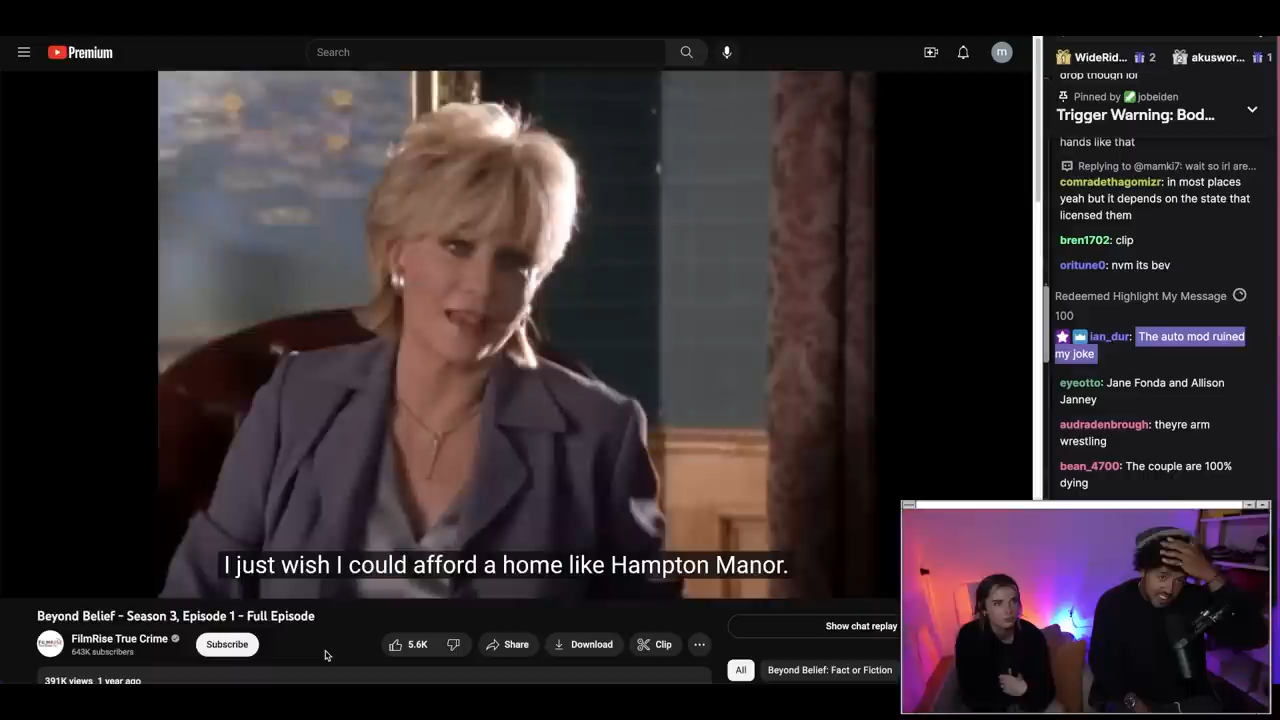 Premium
Search
m
I just wish I could afford a home like Hampton Manor.
Beyond Belief - Season 3, Episode 1 - Full Episode
FilmRise True Crime
643K subscribers
Subscribe
5.6K
Share
Download
Clip
391K views 1 year ago
Show chat replay
All
Beyond Belief: Fact or Fiction
WideRid... 2
akuswor... 1
drop though lol
Pinned by jobeiden
Trigger Warning: Bod...
hands like that
Replying to @mamki7: wait so irl are...
comradethagomizr: in most places
yeah but it depends on the state that
licensed them
bren1702: clip
oritune0: nvm its bev
Redeemed Highlight My Message
100
ian_dur: The auto mod ruined
my joke
eyeotto: Jane Fonda and Allison
Janney
audradenbrough: theyre arm
wrestling
bean_4700: The couple are 100%
dying